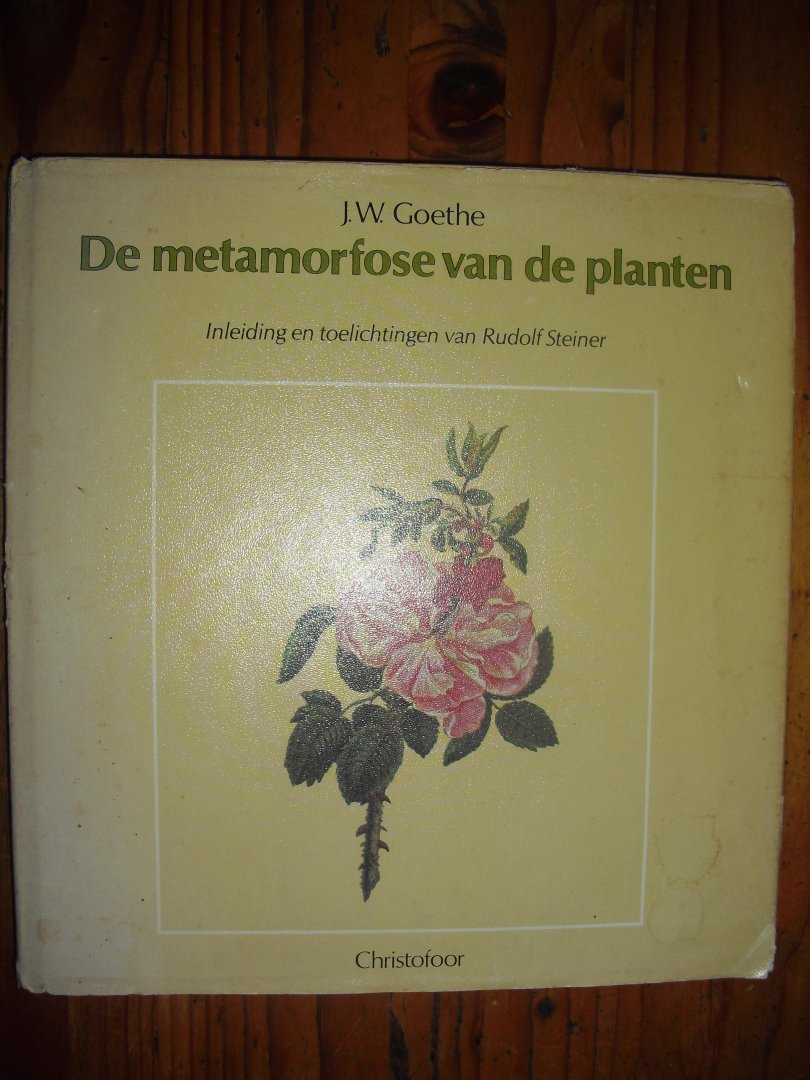 J.W. Goethe
De metamorfose van de planten
Inleiding en toelichtingen van Rudolf Steiner
Christofoor